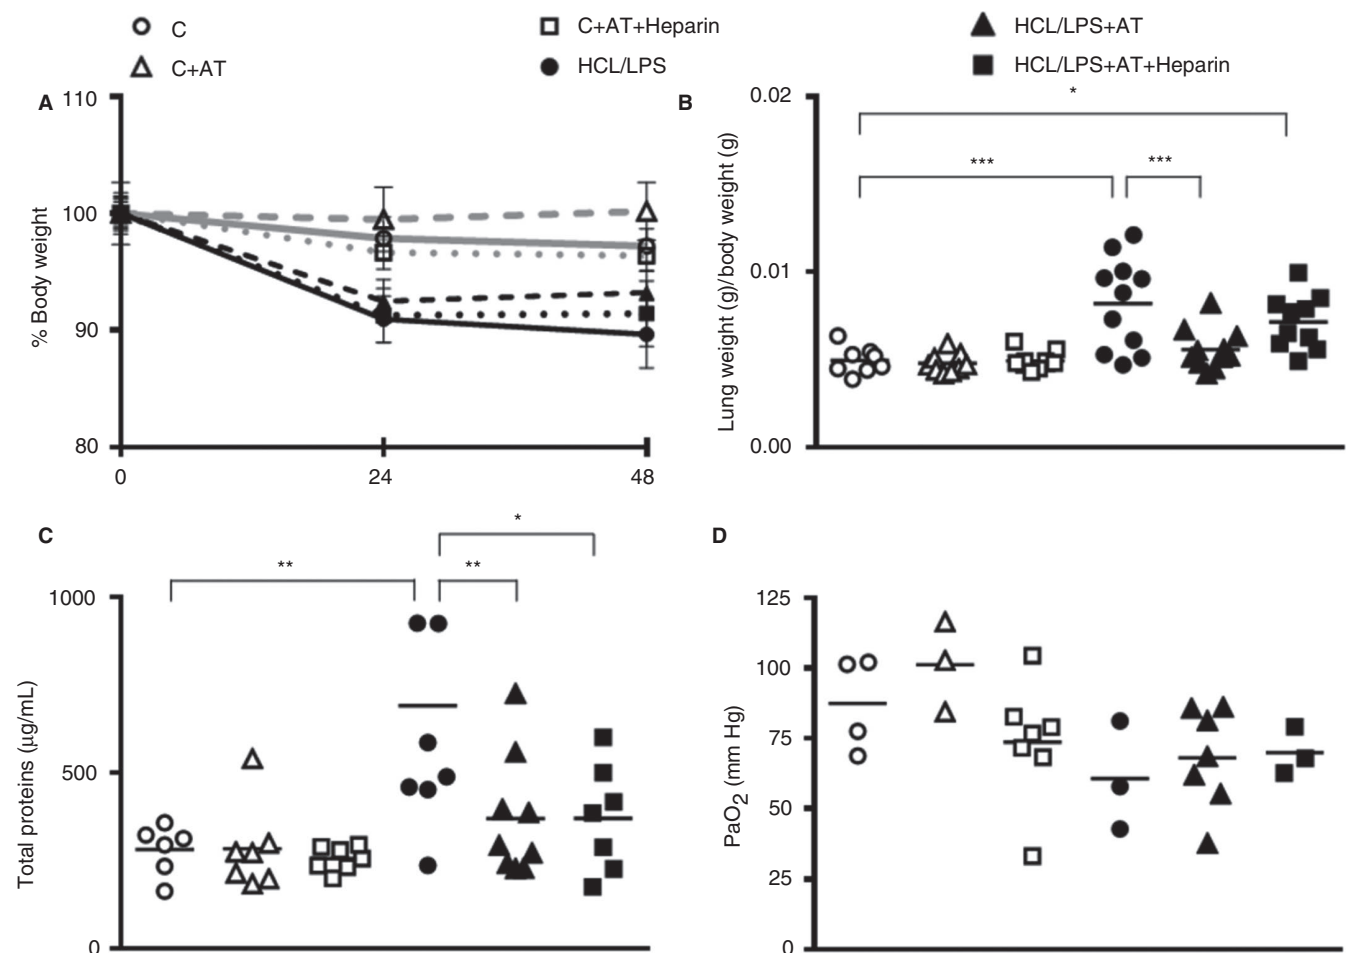 C
C+AT
C+AT+Heparin
HCL/LPS
HCL/LPS+AT
HCL/LPS+AT+Heparin
A
110
100
90
80
% Body weight
0
24
48
B
0.02
0.01
0.00
Lung weight (g)/body weight (g)
*
***
***
C
1000
500
0
Total proteins (µg/mL)
**
**
*
D
125
100
75
50
25
0
PaO2 (mm Hg)